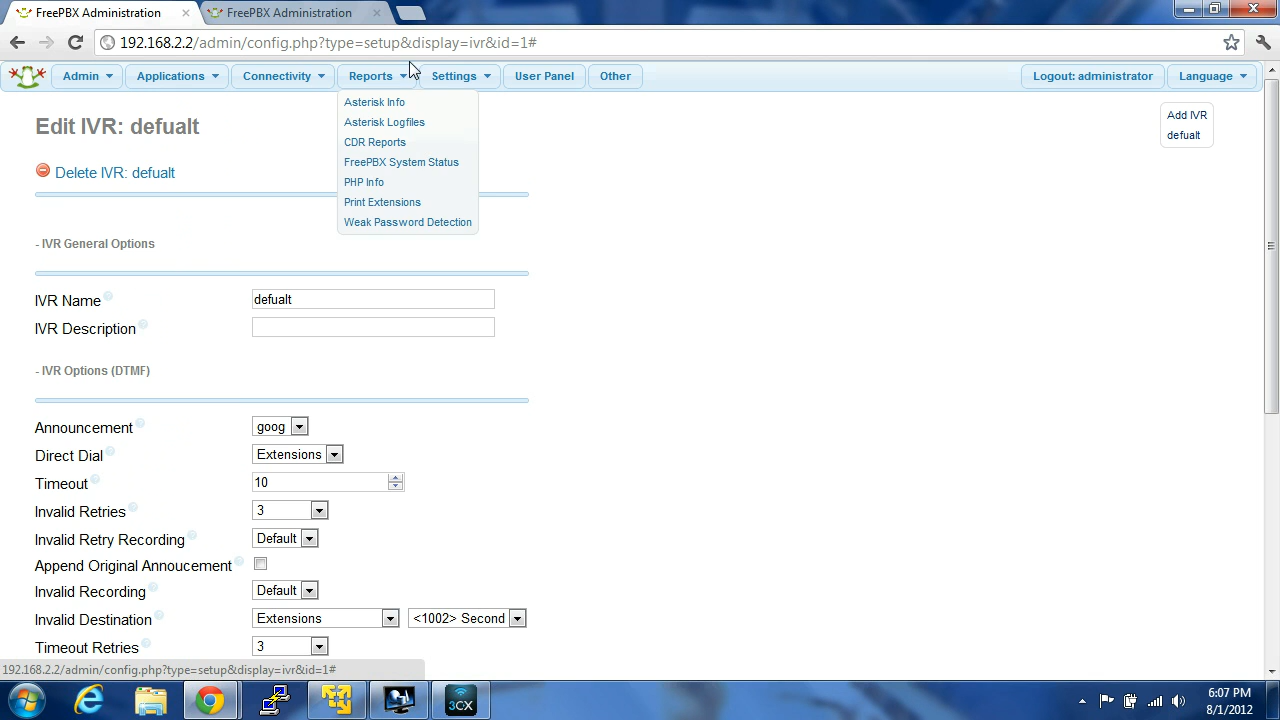 FreePBX Administration
FreePBX Administration
192.168.2.2/admin/config.php?type=setup&display=ivr&id=1#
Admin Applications Connectivity Reports Settings User Panel Other Logout: administrator Language
Asterisk Info
Asterisk Logfiles
CDR Reports
FreePBX System Status
PHP Info
Print Extensions
Weak Password Detection
Add IVR
defualt
Edit IVR: defualt
Delete IVR: defualt
- IVR General Options
IVR Name defualt
IVR Description
- IVR Options (DTMF)
Announcement goog
Direct Dial Extensions
Timeout 10
Invalid Retries 3
Invalid Retry Recording Default
Append Original Annoucement
Invalid Recording Default
Invalid Destination Extensions <1002> Second
Timeout Retries 3
192.168.2.2/admin/config.php?type=setup&display=ivr&id=1#
3CX
6:07 PM
8/1/2012